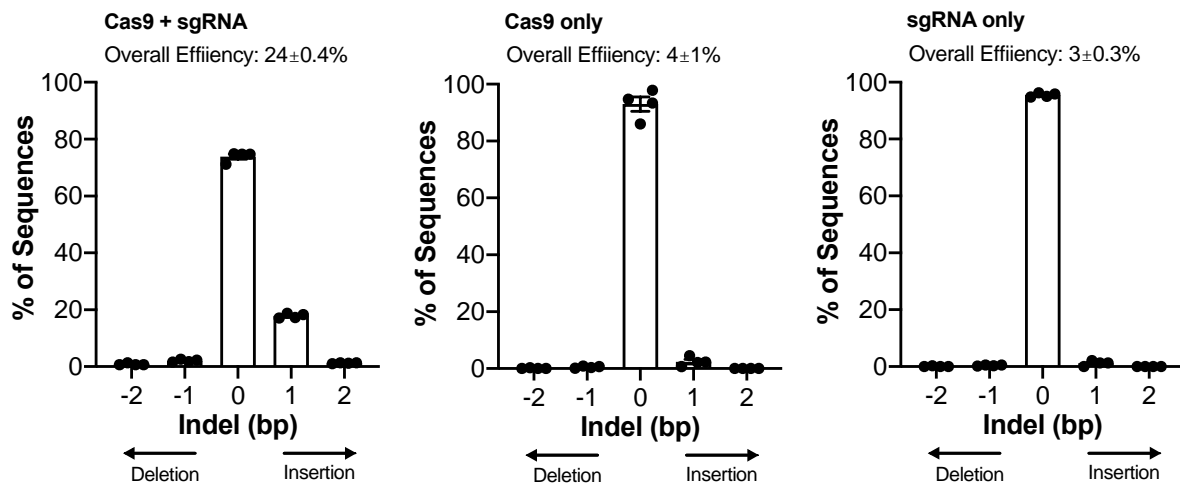 Cas9 + sgRNA
Overall Effiiency: 24±0.4%
% of Sequences
100
80
60
40
20
0
-2 -1 0 1 2
Indel (bp)
Deletion Insertion
Cas9 only
Overall Effiiency: 4±1%
% of Sequences
100
80
60
40
20
0
-2 -1 0 1 2
Indel (bp)
Deletion Insertion
sgRNA only
Overall Effiiency: 3±0.3%
% of Sequences
100
80
60
40
20
0
-2 -1 0 1 2
Indel (bp)
Deletion Insertion